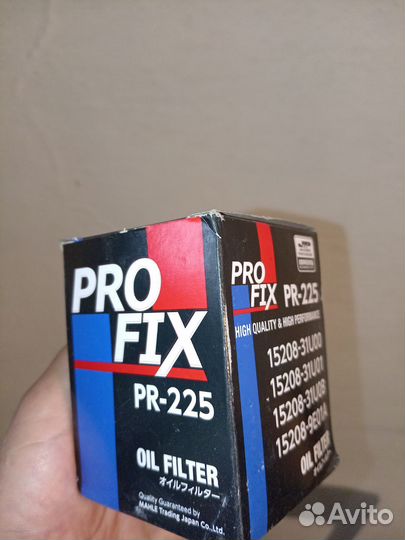 PRO
FIX
PR-225
OIL FILTER
オイルフィルター
Quality Guaranteed by
MAHLE Trading Japan Co.,Ltd.
PRO
FIX PR-225
HIGH QUALITY & HIGH PERFORMANCE
15208-31U00
15208-31U01
15208-31U0B
15208-9E01A
OIL FILTER
Avito